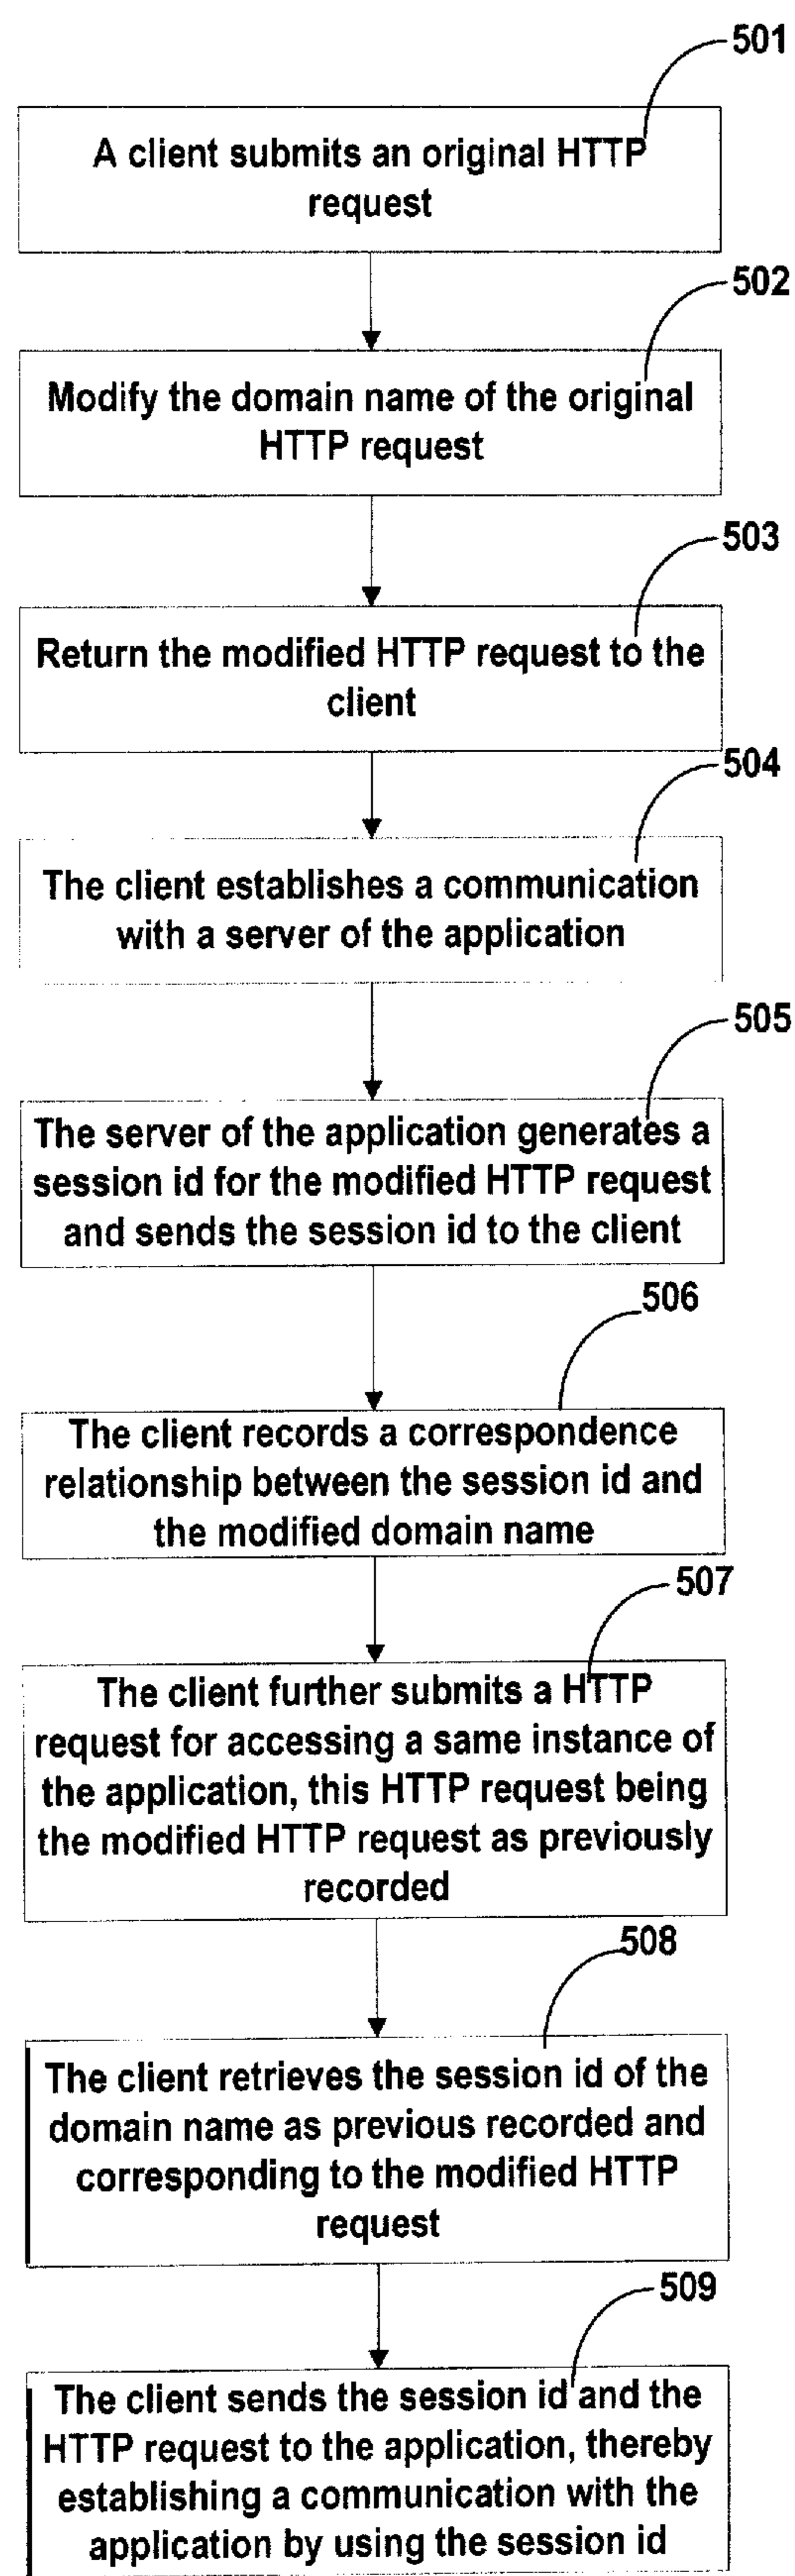 501
A client submits an original HTTP
request
502
Modify the domain name of the original
HTTP request
503
Return the modified HTTP request to the
client
504
The client establishes a communication
with a server of the application
505
The server of the application generates a
session id for the modified HTTP request
and sends the session id to the client
506
The client records a correspondence
relationship between the session id and
the modified domain name
507
The client further submits a HTTP
request for accessing a same instance of
the application, this HTTP request being
the modified HTTP request as previously
recorded
508
The client retrieves the session id of the
domain name as previous recorded and
corresponding to the modified HTTP
request
509
The client sends the session id and the
HTTP request to the application, thereby
establishing a communication with the
application by using the session id